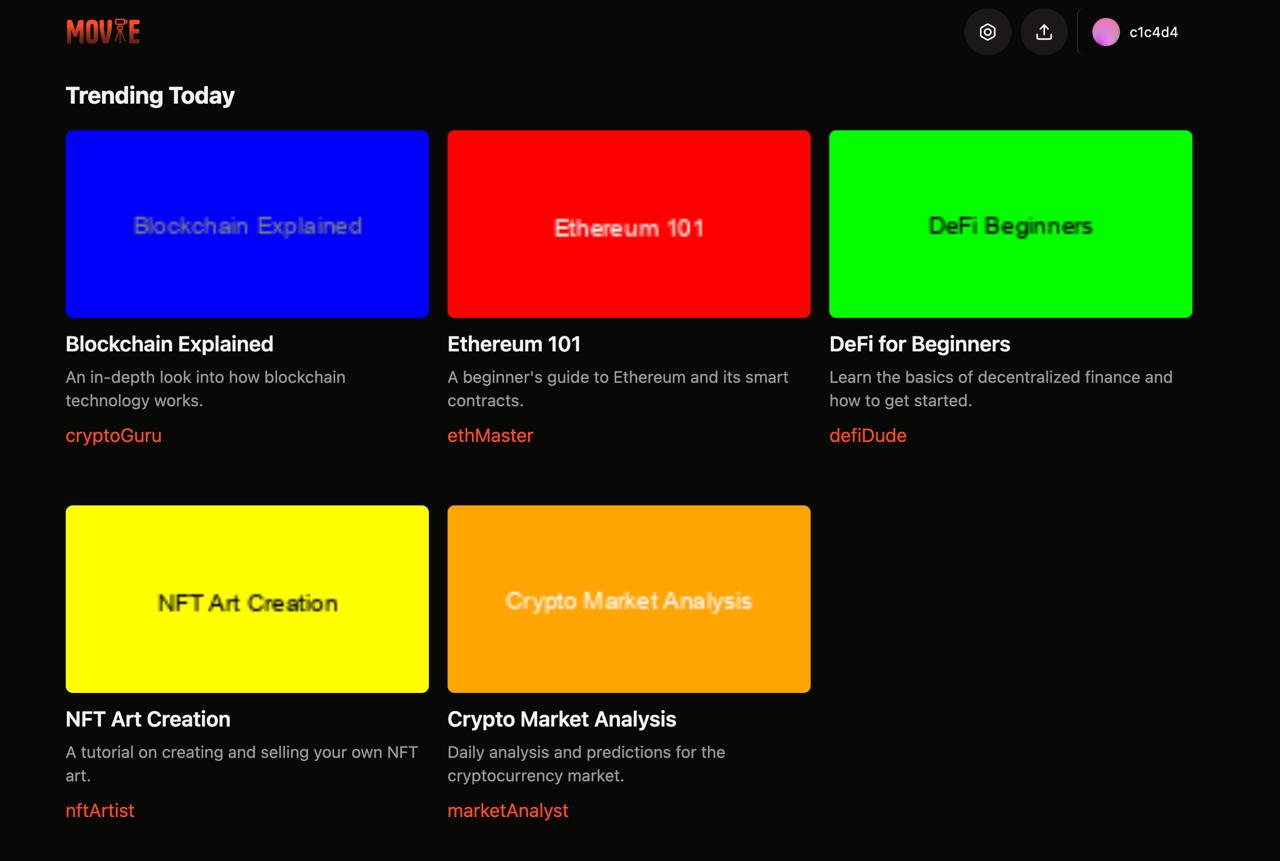 MOVIE
c1c4d4
Trending Today
Blockchain Explained
Ethereum 101
DeFi Beginners
Blockchain Explained
An in-depth look into how blockchain
technology works.
cryptoGuru
Ethereum 101
A beginner's guide to Ethereum and its smart
contracts.
ethMaster
DeFi for Beginners
Learn the basics of decentralized finance and
how to get started.
defiDude
NFT Art Creation
Crypto Market Analysis
NFT Art Creation
A tutorial on creating and selling your own NFT
art.
nftArtist
Crypto Market Analysis
Daily analysis and predictions for the
cryptocurrency market.
marketAnalyst